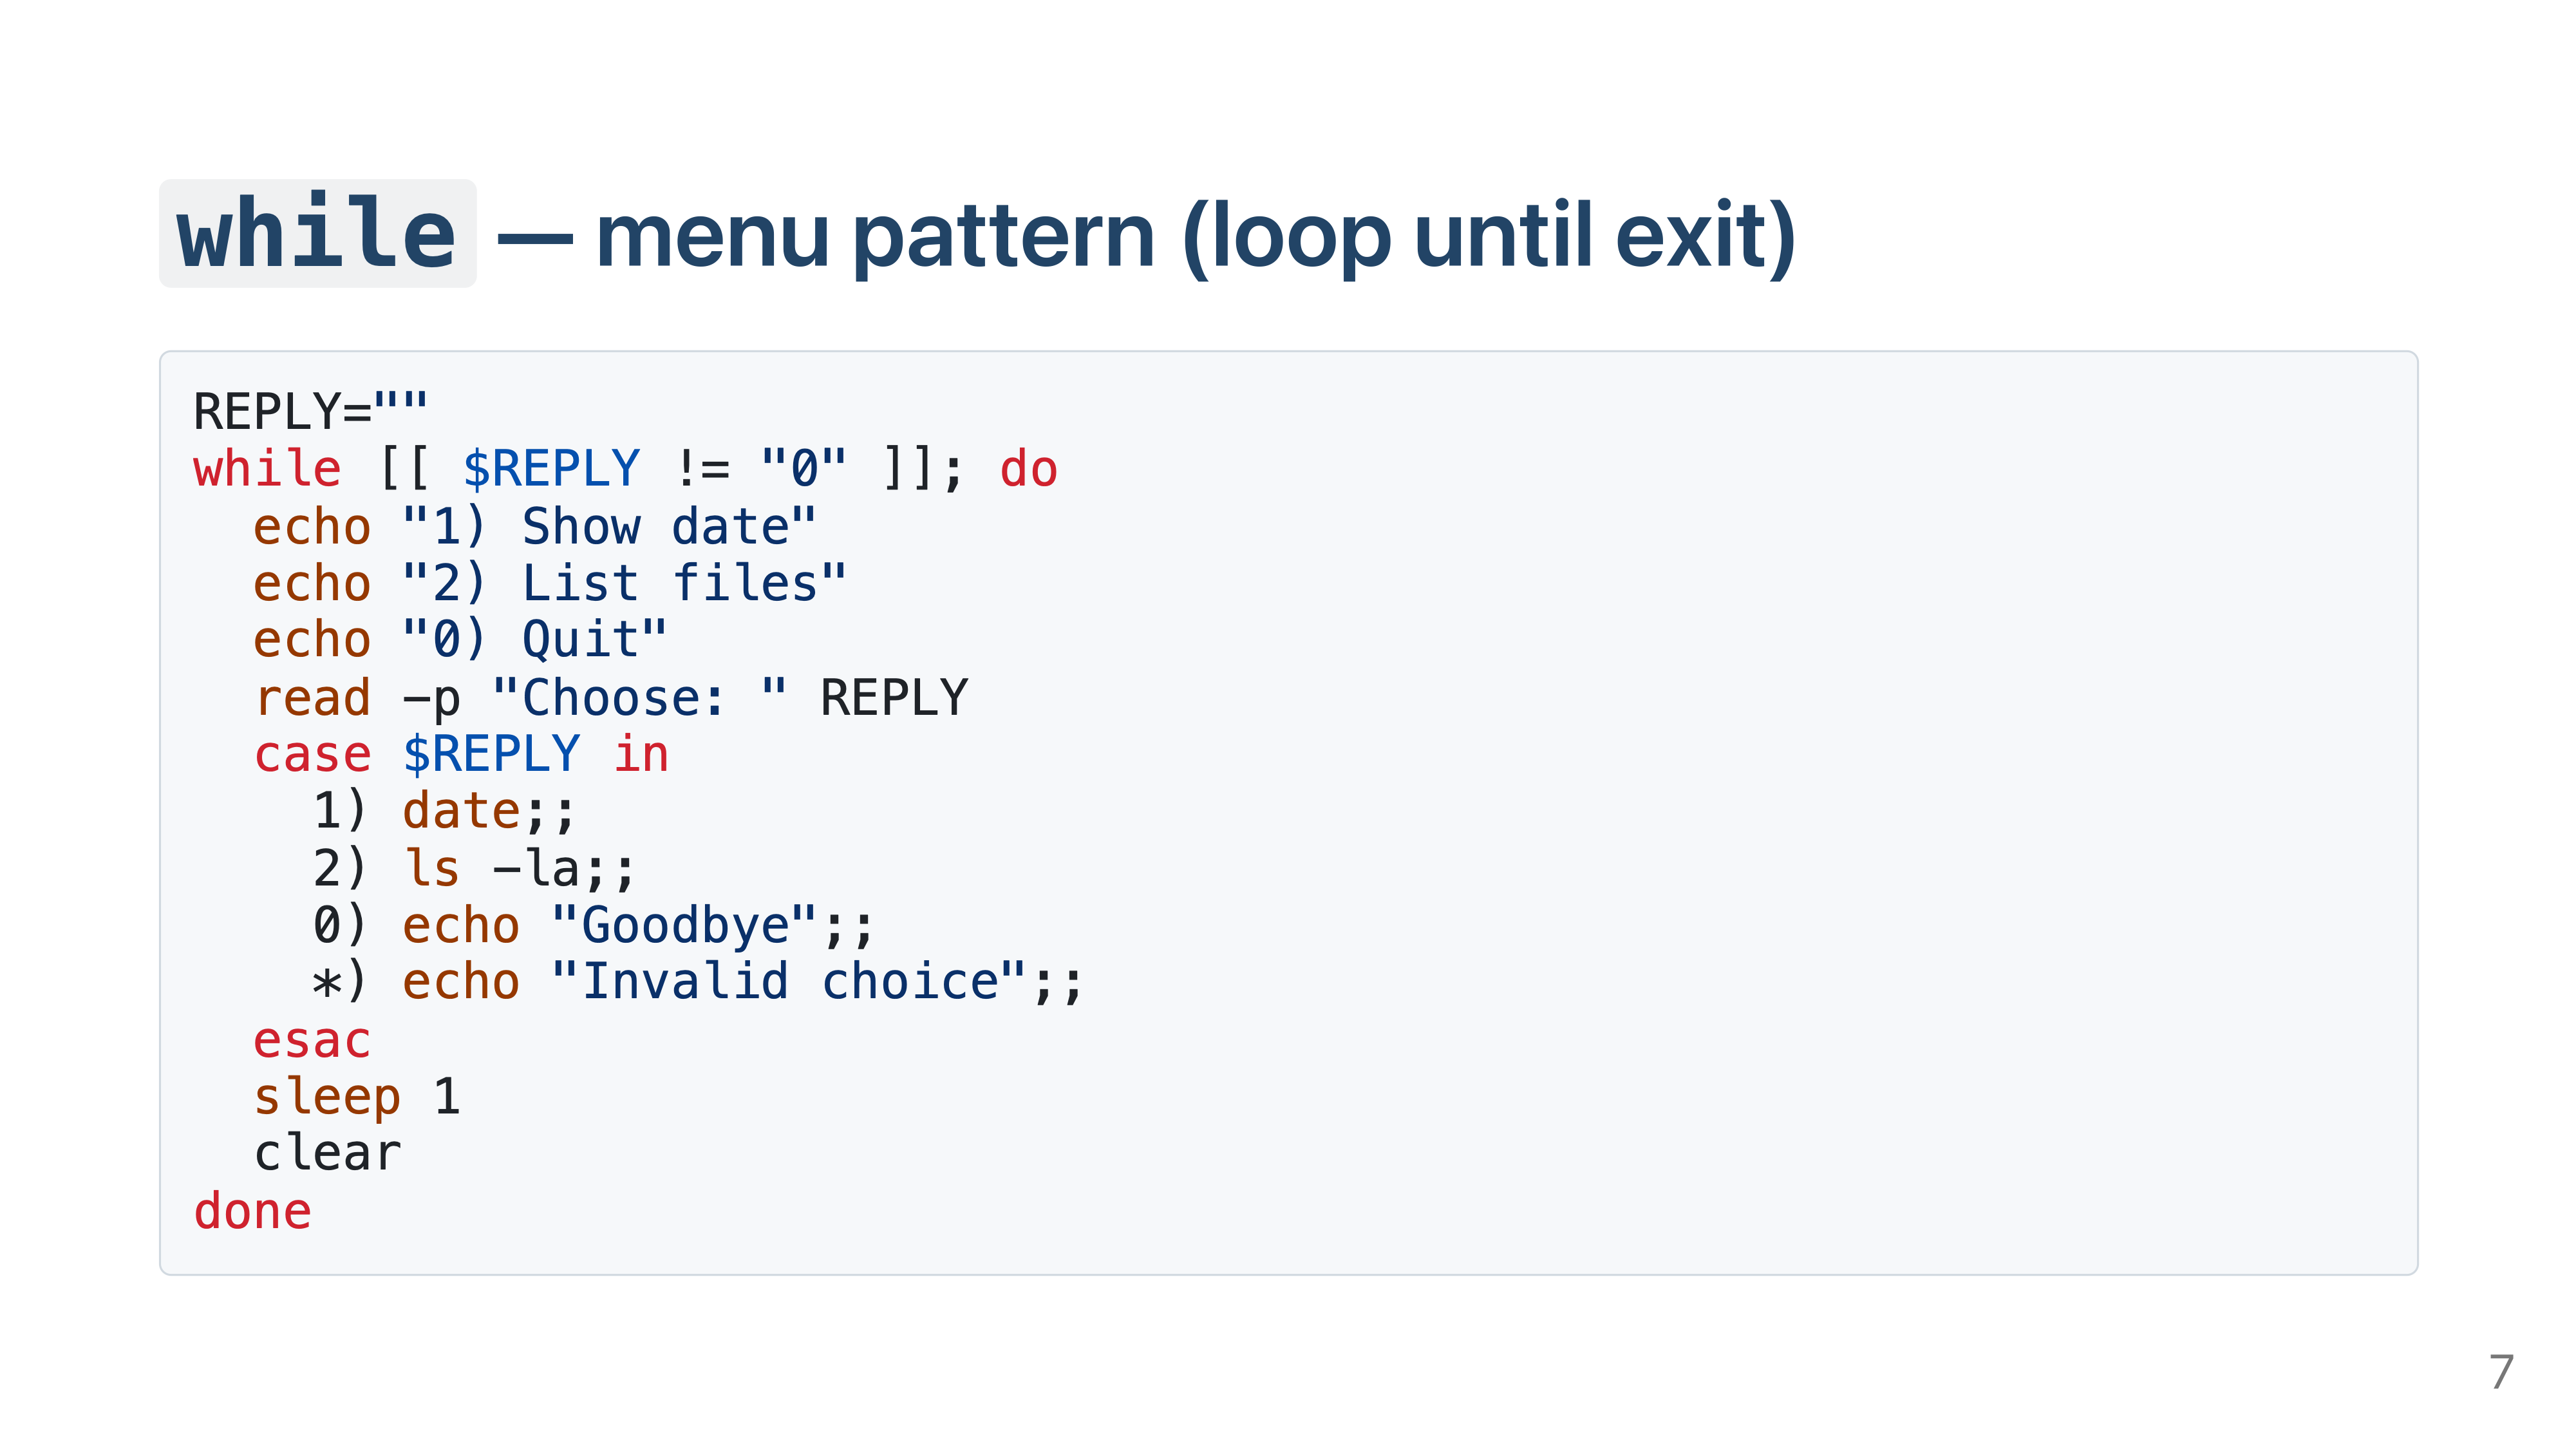 while — menu pattern (loop until exit)
REPLY=""
while [[ $REPLY != "0" ]]; do
  echo "1) Show date"
  echo "2) List files"
  echo "0) Quit"
  read -p "Choose: " REPLY
  case $REPLY in
    1) date;;
    2) ls -la;;
    0) echo "Goodbye";;
    *) echo "Invalid choice";;
  esac
  sleep 1
  clear
done
7